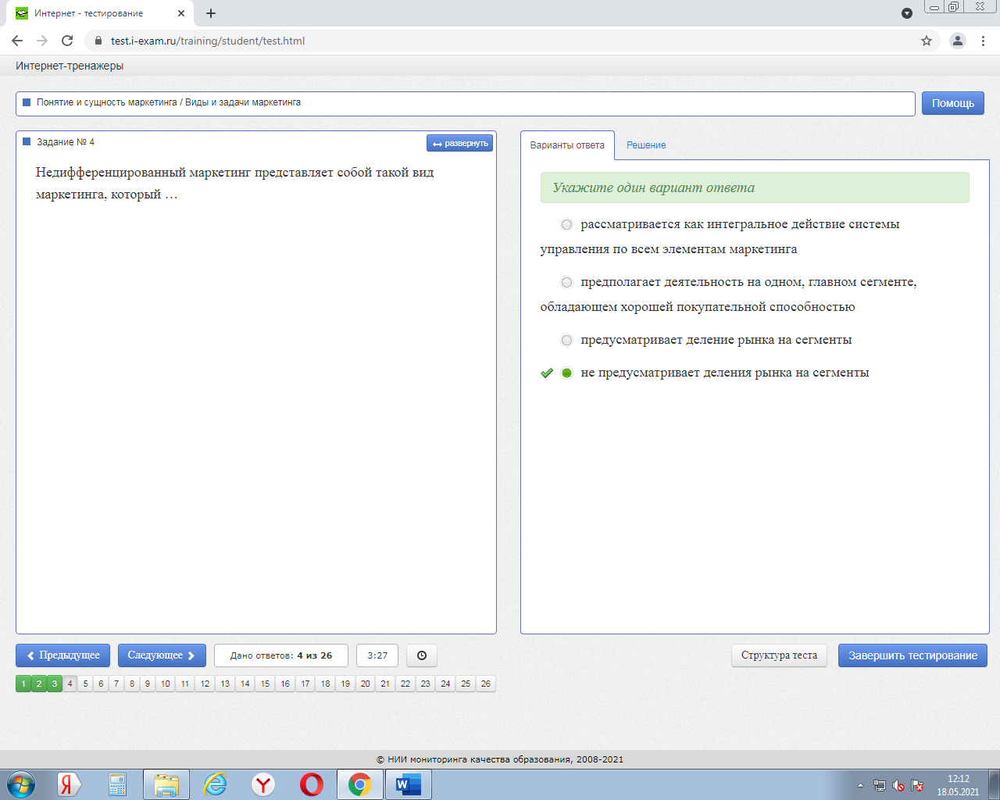 Интернет - тестирование
test.i-exam.ru/training/student/test.html
Интернет-тренажеры
Понятие и сущность маркетинга / Виды и задачи маркетинга
Помощь
Задание № 4
развернуть
Недифференцированный маркетинг представляет собой такой вид
маркетинга, который …
Варианты ответа
Решение
Укажите один вариант ответа
рассматривается как интегральное действие системы
управления по всем элементам маркетинга
предполагает деятельность на одном, главном сегменте,
обладающем хорошей покупательной способностью
предусматривает деление рынка на сегменты
не предусматривает деления рынка на сегменты
Предыдущее
Следующее
Дано ответов: 4 из 26
3:27
Структура теста
Завершить тестирование
1 2 3 4 5 6 7 8 9 10 11 12 13 14 15 16 17 18 19 20 21 22 23 24 25 26
© НИИ мониторинга качества образования, 2008-2021
12:12
18.05.2021